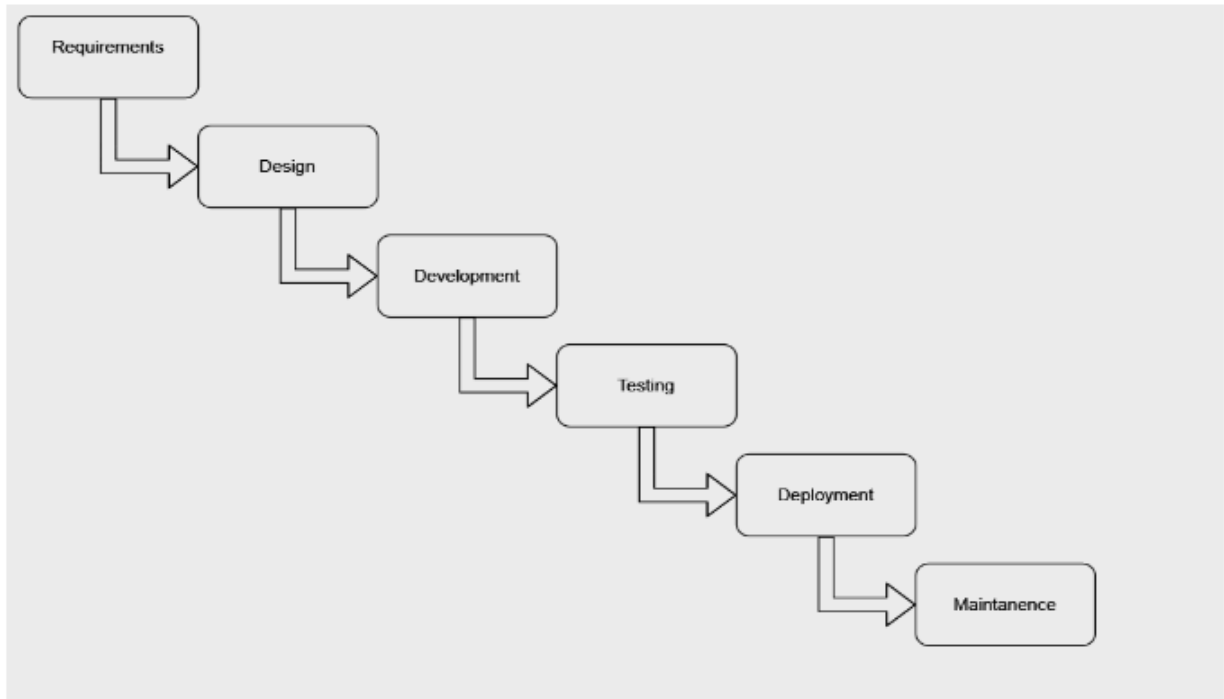 Requirements
Design
Development
Testing
Deployment
Maintanence